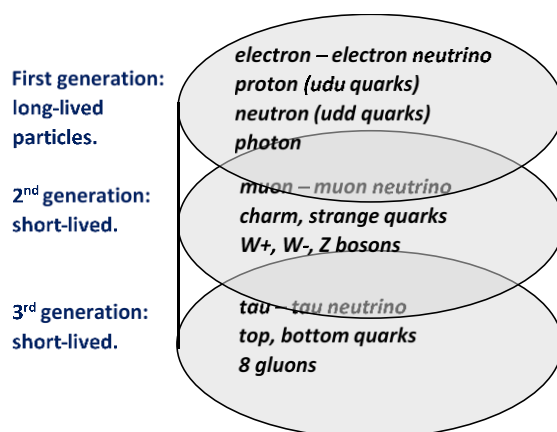 electron – electron neutrino
First generation:
long-lived
particles.
proton (udu quarks)
neutron (udd quarks)
photon
2nd generation:
short-lived.
muon – muon neutrino
charm, strange quarks
W+, W-, Z bosons
3rd generation:
short-lived.
tau – tau neutrino
top, bottom quarks
8 gluons